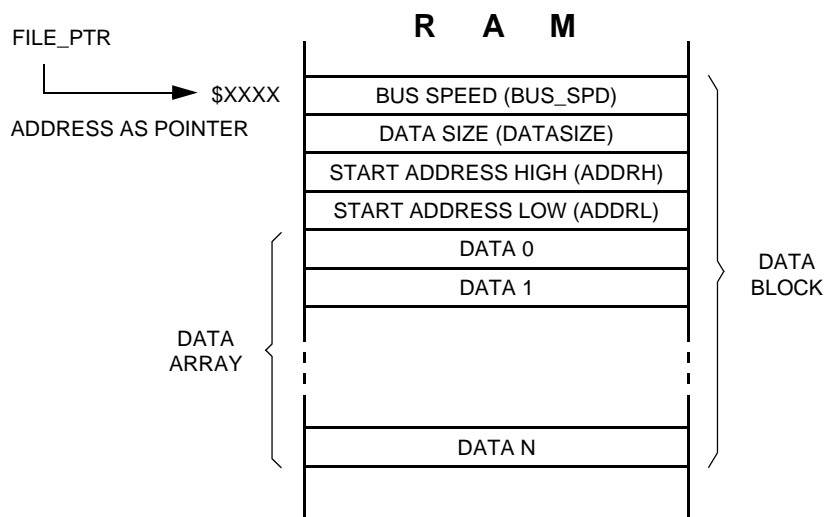 R A M
FILE_PTR
$XXXX
ADDRESS AS POINTER
BUS SPEED (BUS_SPD)
DATA SIZE (DATASIZE)
START ADDRESS HIGH (ADDRH)
START ADDRESS LOW (ADDRL)
DATA 0
DATA 1
DATA
BLOCK
DATA
ARRAY
DATA N